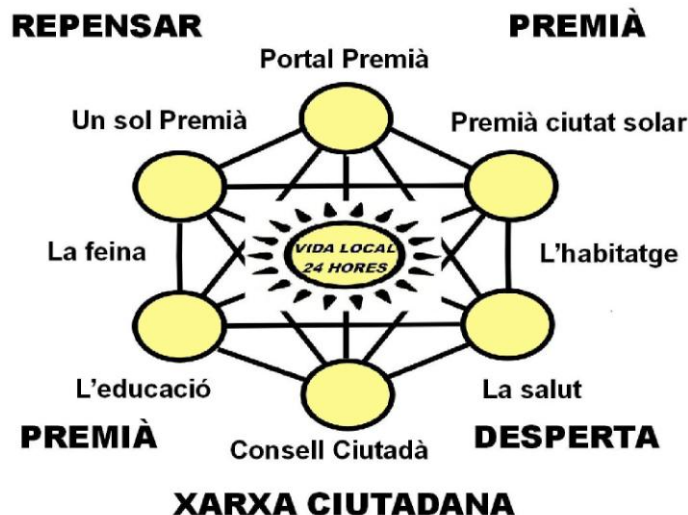 REPENSAR PREMIÀ
Portal Premià
Un sol Premià
Premià ciutat solar
La feina
VIDA LOCAL
24 HORES
L'habitatge
L'educació
La salut
PREMIÀ
Consell Ciutadà
DESPERTA
XARXA CIUTADANA